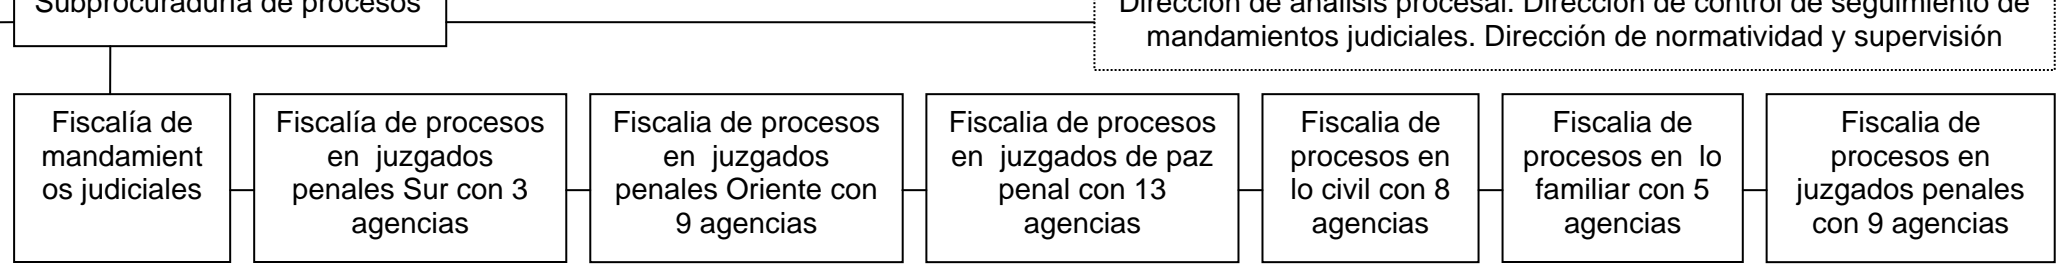 Subprocuraduría de procesos
Dirección de análisis procesal. Dirección de control de seguimiento de
mandamientos judiciales. Dirección de normatividad y supervisión
Fiscalía de
mandamient
os judiciales
Fiscalía de procesos
en juzgados
penales Sur con 3
agencias
Fiscalia de procesos
en juzgados
penales Oriente con
9 agencias
Fiscalia de procesos
en juzgados de paz
penal con 13
agencias
Fiscalia de
procesos en
lo civil con 8
agencias
Fiscalia de
procesos en lo
familiar con 5
agencias
Fiscalia de
procesos en
juzgados penales
con 9 agencias